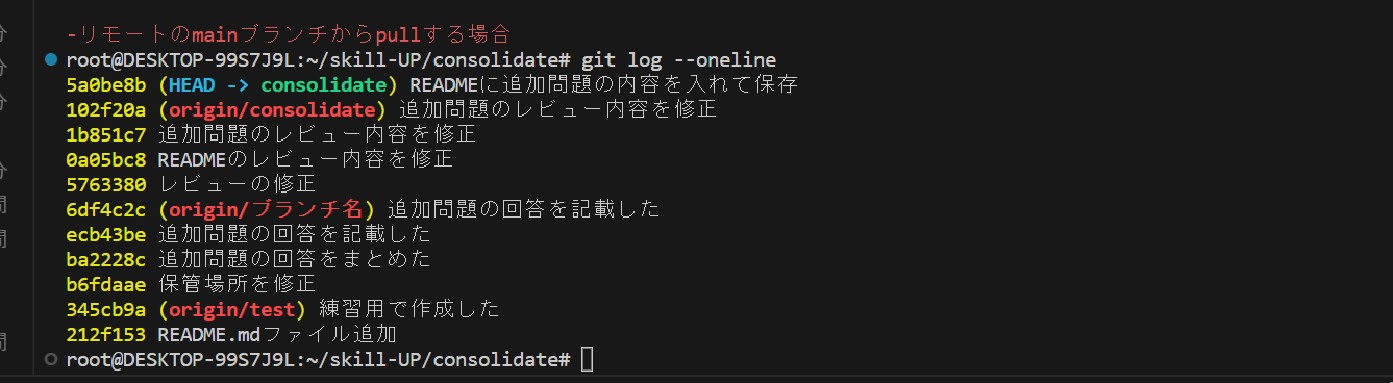 -リモートのmainブランチからpullする場合
root@DESKTOP-99S7J9L:~/skill-UP/consolidate# git log --oneline
5a0be8b (HEAD -> consolidate) READMEに追加問題の内容を入れて保存
102f20a (origin/consolidate) 追加問題のレビュー内容を修正
1b851c7 追加問題のレビュー内容を修正
0a05bc8 READMEのレビュー内容を修正
5763380 レビューの修正
6df4c2c (origin/ブランチ名) 追加問題の回答を記載した
ecb43be 追加問題の回答を記載した
ba2228c 追加問題の回答をまとめた
b6fdaae 保管場所を修正
345cb9a (origin/test) 練習用で作成した
212f153 README.mdファイル追加
root@DESKTOP-99S7J9L:~/skill-UP/consolidate#